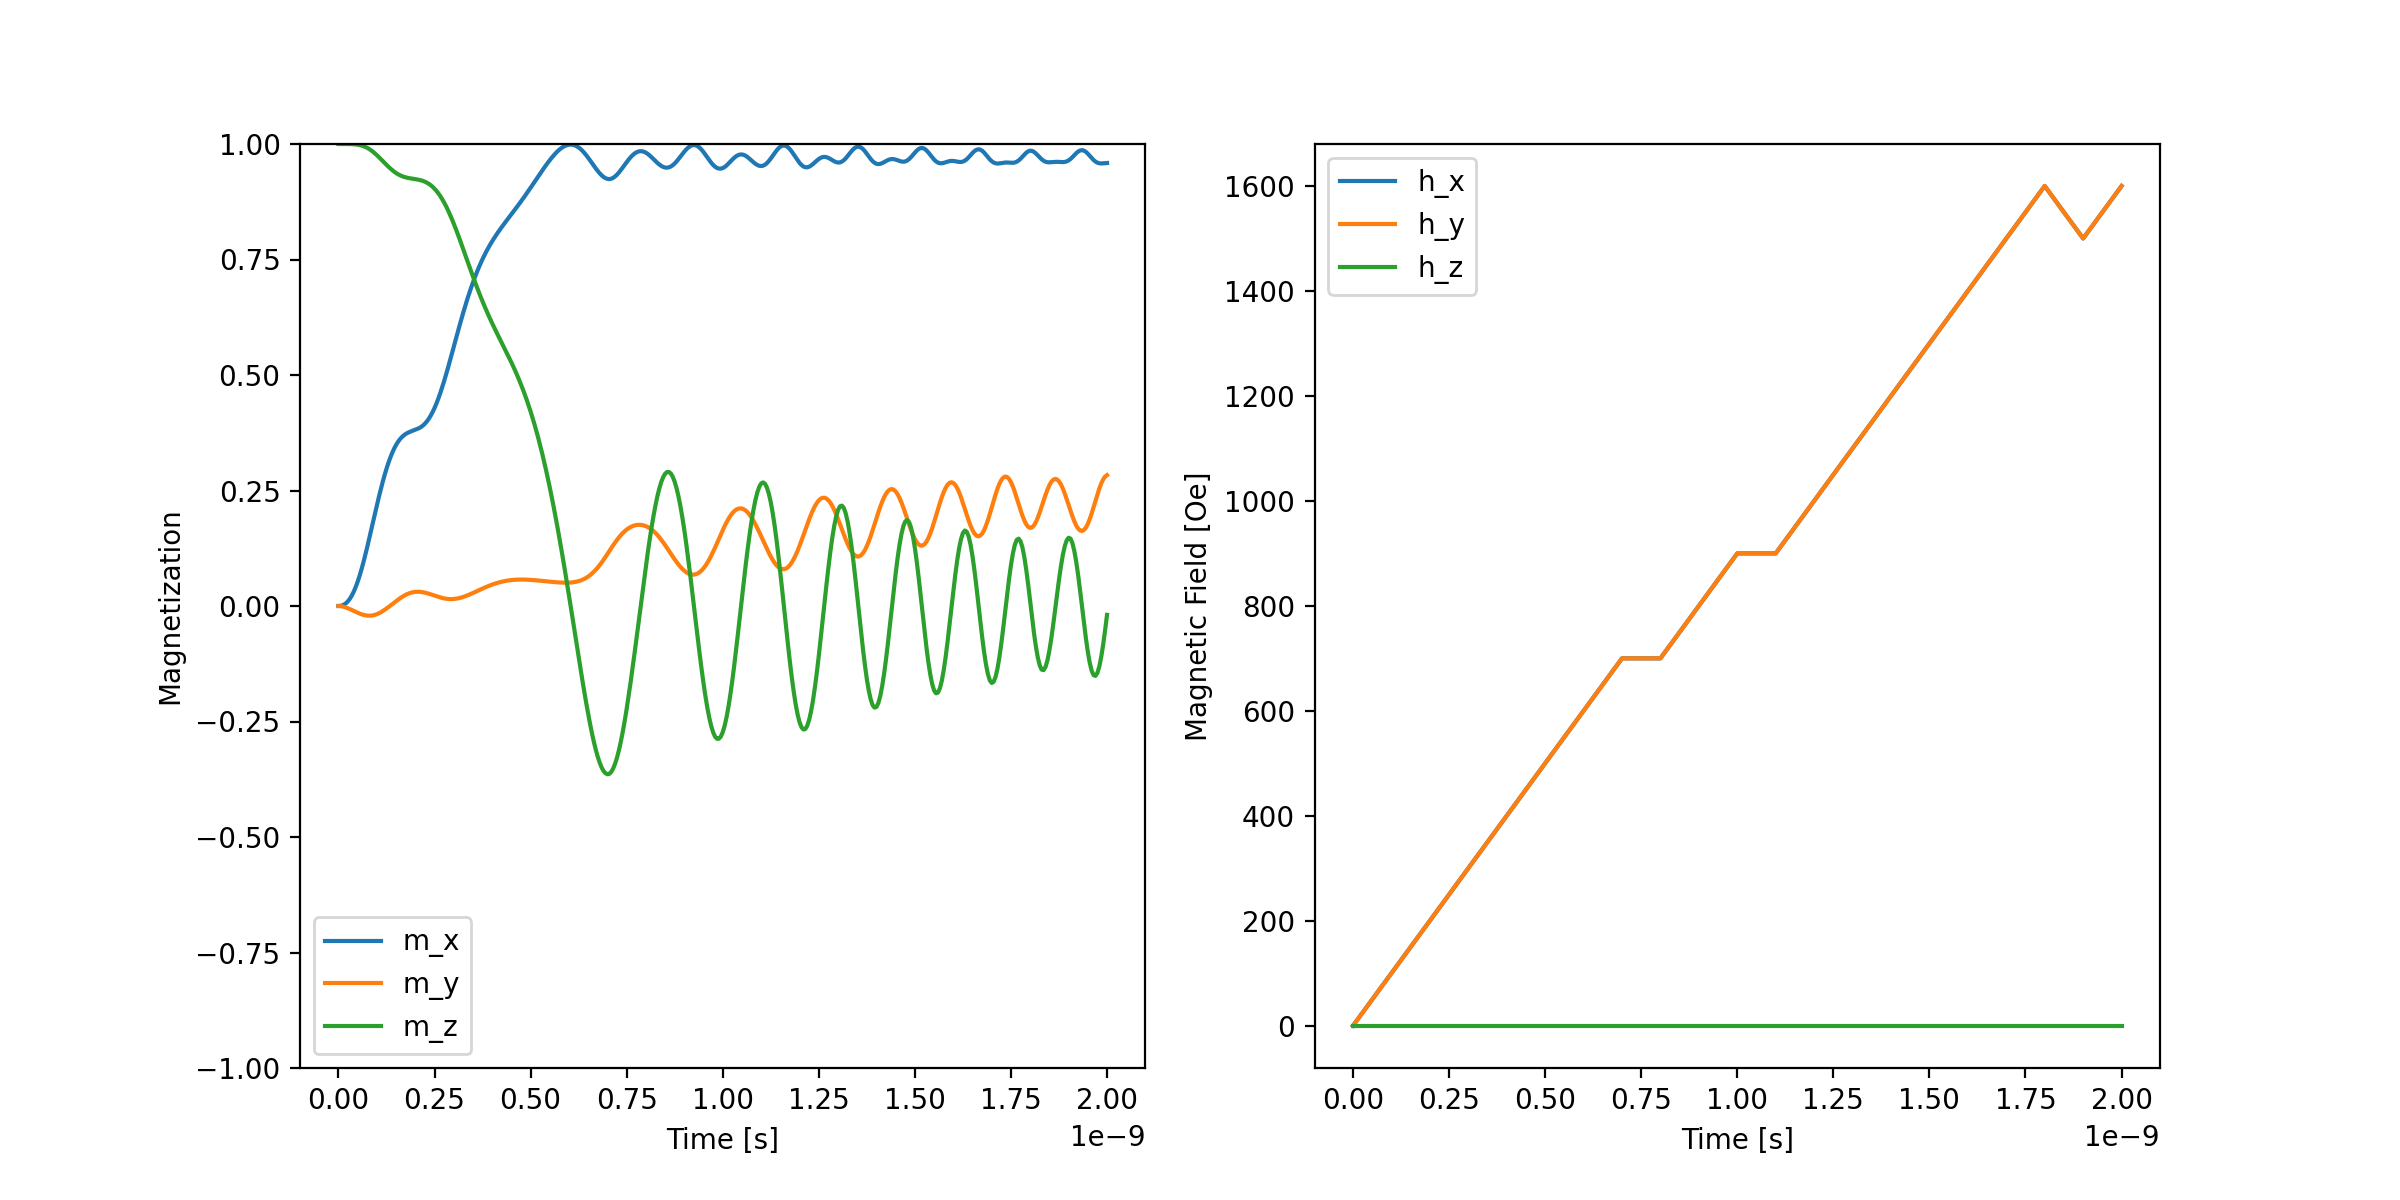 1.00
0.75
0.50
0.25
0.00
−0.25
−0.50
−0.75
−1.00
Magnetization
m_x
m_y
m_z
0.00 0.25 0.50 0.75 1.00 1.25 1.50 1.75 2.00
Time [s]
1e−9
1600
1400
1200
1000
800
600
400
200
0
Magnetic Field [Oe]
h_x
h_y
h_z
0.00 0.25 0.50 0.75 1.00 1.25 1.50 1.75 2.00
Time [s]
1e−9